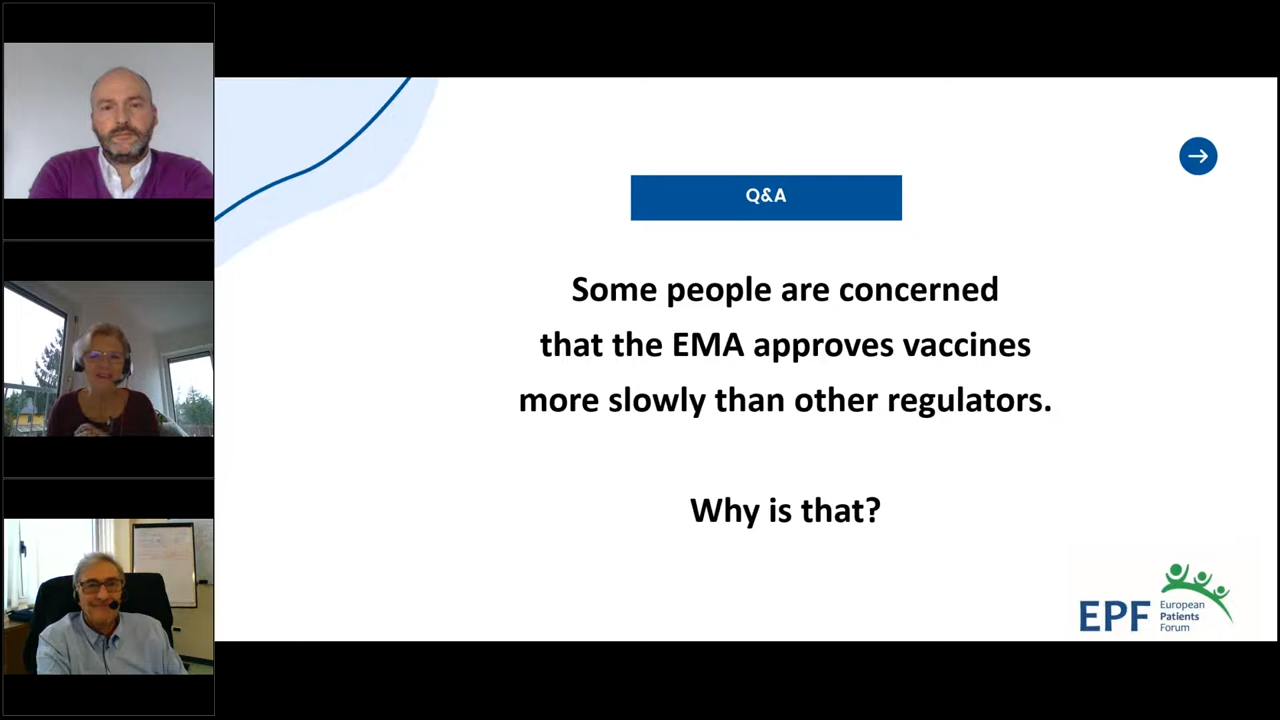 Q&A
Some people are concerned
that the EMA approves vaccines
more slowly than other regulators.
Why is that?
EPF
European
Patients
Forum